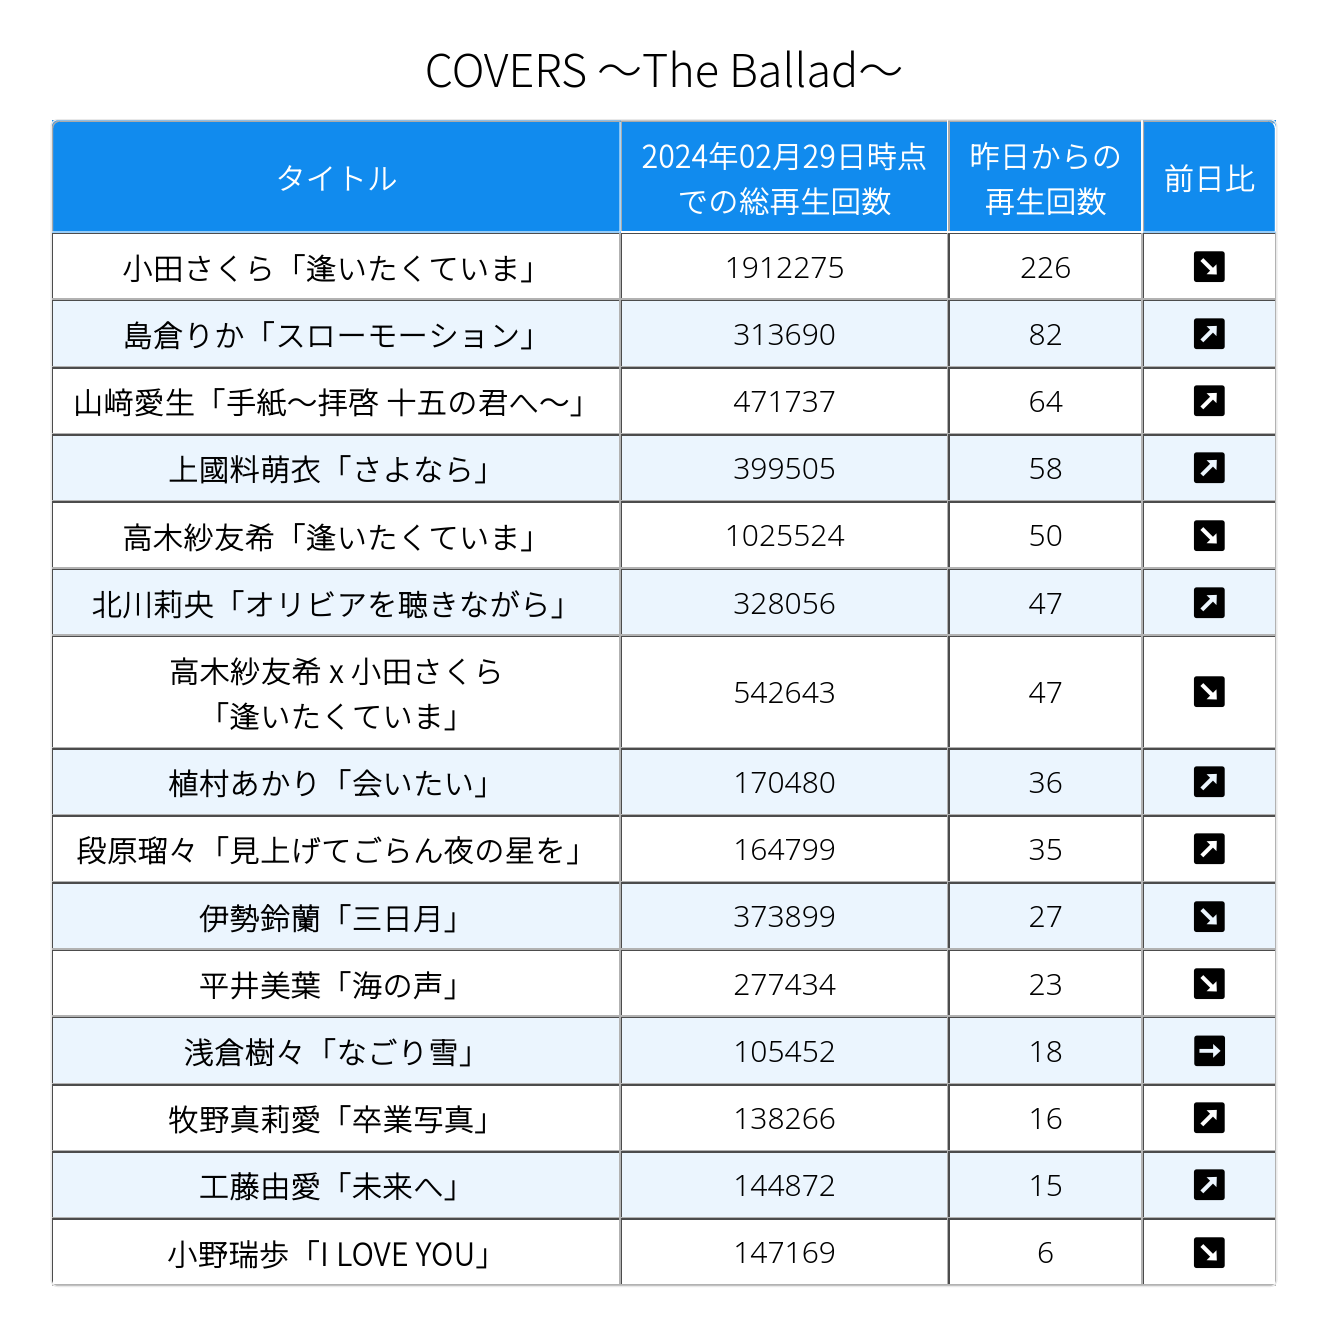 COVERS ～The Ballad～
タイトル 2024年02月29日時点 昨日からの 前日比
での総再生回数 再生回数
小田さくら「逢いたくていま」 1912275 226 ↘
島倉りか「スローモーション」 313690 82 ↗
山﨑愛生「手紙～拝啓 十五の君へ～」 471737 64 ↗
上國料萌衣「さよなら」 399505 58 ↗
高木紗友希「逢いたくていま」 1025524 50 ↘
北川莉央「オリビアを聴きながら」 328056 47 ↗
高木紗友希 x 小田さくら
「逢いたくていま」 542643 47 ↘
植村あかり「会いたい」 170480 36 ↗
段原瑠々「見上げてごらん夜の星を」 164799 35 ↗
伊勢鈴蘭「三日月」 373899 27 ↘
平井美葉「海の声」 277434 23 ↘
浅倉樹々「なごり雪」 105452 18 →
牧野真莉愛「卒業写真」 138266 16 ↗
工藤由愛「未来へ」 144872 15 ↗
小野瑞歩「I LOVE YOU」 147169 6 ↘